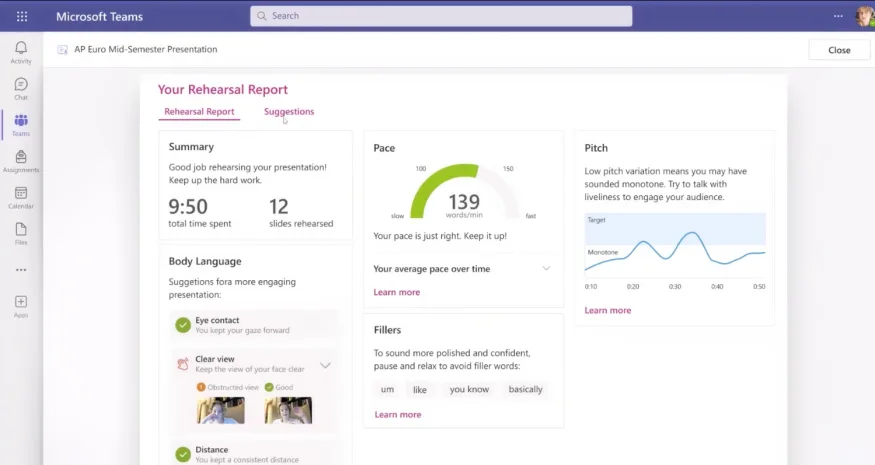 Microsoft Teams
Search
AP Euro Mid-Semester Presentation
Close
Activity
Chat
Teams
Assignments
Calendar
Files
Apps
Your Rehearsal Report
Rehearsal Report
Suggestions
Summary
Good job rehearsing your presentation!
Keep up the hard work.
9:50
total time spent
12
slides rehearsed
Body Language
Suggetions fora more engaging
presentation:
Eye contact
You kept your gaze forward
Clear view
Keep the view of your face clear
Obstructed view
Good
Distance
You kept a consistent distance
Pace
100
150
139
words/min
slow
fast
Your pace is just right. Keep it up!
Your average pace over time
Learn more
Fillers
To sound more polished and confident,
pause and relax to avoid filler words:
um
like
you know
basically
Learn more
Pitch
Low pitch variation means you may have
sounded monotone. Try to talk with
liveliness to engage your audience.
Target
Monotone
0:10
0:20
0:30
0:40
0:50
Learn more